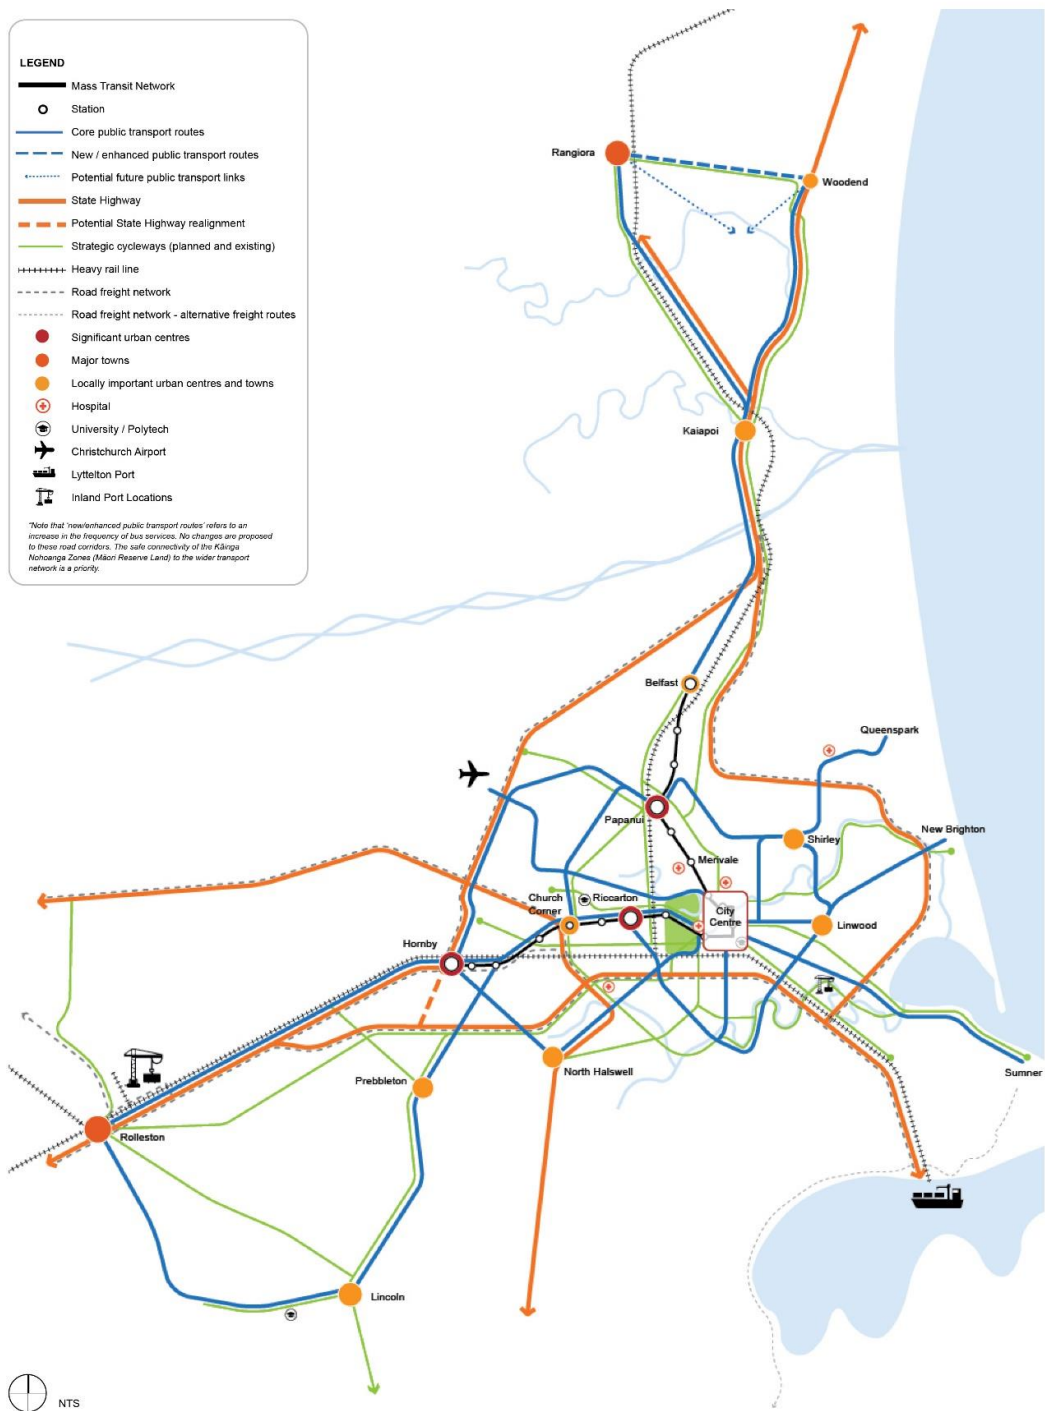 LEGEND
Mass Transit Network
Station
Core public transport routes
New / enhanced public transport routes
Potential future public transport links
State Highway
Potential State Highway realignment
Strategic cycleways (planned and existing)
Heavy rail line
Road freight network
Road freight network - alternative freight routes
Significant urban centres
Major towns
Locally important urban centres and towns
Hospital
University / Polytech
Christchurch Airport
Lyttelton Port
Inland Port Locations
*Note that 'new/enhanced public transport routes' refers to an
increase in the frequency of bus services. No changes are proposed
to these road corridors. The safe connectivity of the Kāinga
Nohoanga Zones (Māori Reserve Land) to the wider transport
network is a priority.
Rangiora
Woodend
Kaiapoi
Belfast
Queenspark
Papanui
Shirley
New Brighton
Merivale
Church
Corner
Riccarton
City
Centre
Linwood
Hornby
North Halswell
Sumner
Prebbleton
Rolleston
Lincoln
NTS